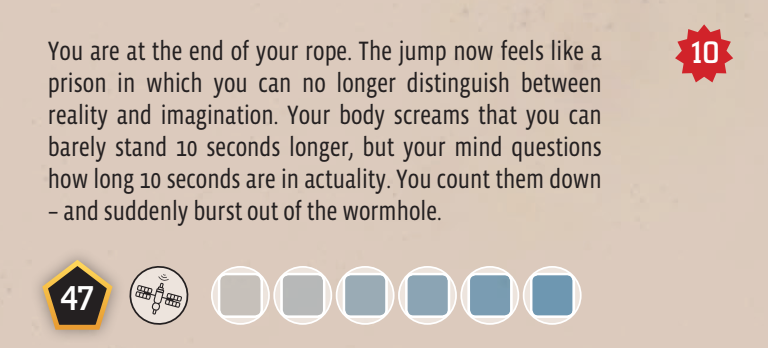 You are at the end of your rope. The jump now feels like a
10
prison in which you can no longer distinguish between
reality and imagination. Your body screams that you can
barely stand 10 seconds longer, but your mind questions
how long 10 seconds are in actuality. You count them down
– and suddenly burst out of the wormhole.
47